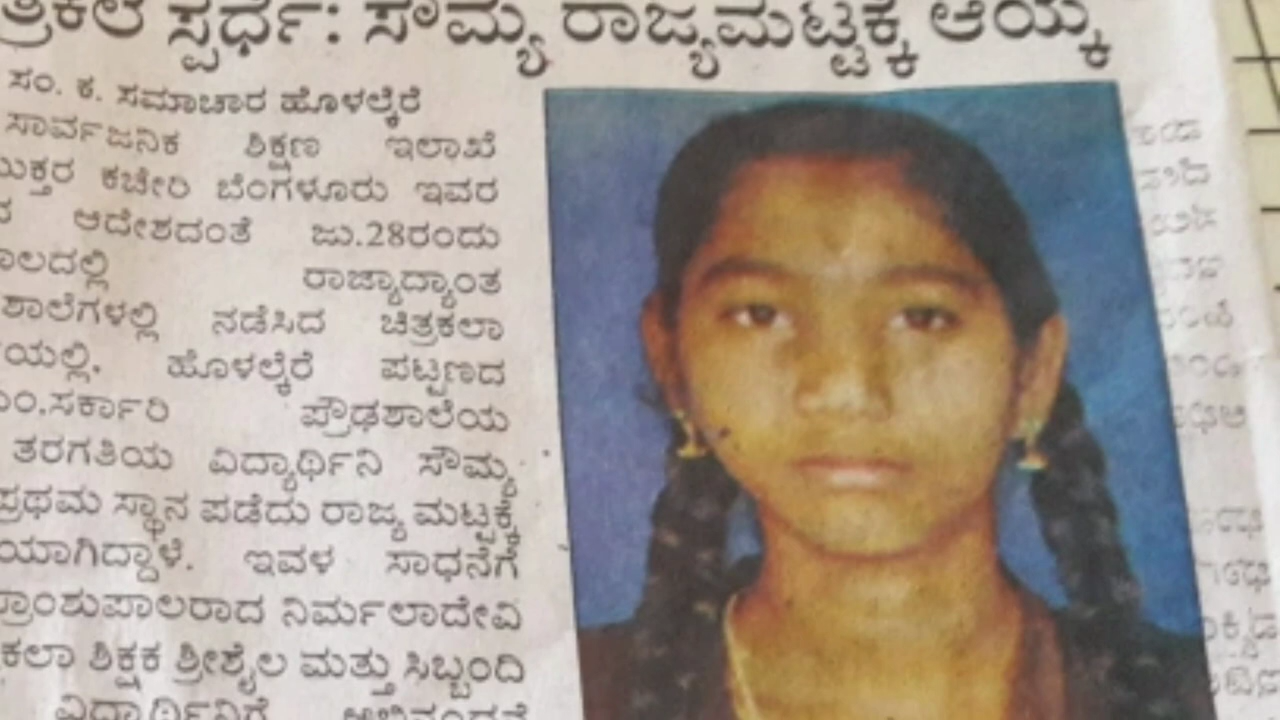 ಸ್ಪರ್ಧೆ: ಸೌಮ್ಯ ರಾಜ್ಯಮಟ್ಟಕ್ಕೆ ಆಯ್ಕೆ
ಸಂ. ಕ. ಸಮಾಚಾರ ಹೊಳಲ್ಕೆರೆ
ಸಾರ್ವಜನಿಕ ಶಿಕ್ಷಣ ಇಲಾಖೆ
ಯುಕ್ತರ ಕಚೇರಿ ಬೆಂಗಳೂರು ಇವರ
ಆದೇಶದಂತೆ ಜು.28ರಂದು
ರಾಜ್ಯಾದ್ಯಾಂತ
ಶಾಲೆಗಳಲ್ಲಿ ನಡೆಸಿದ ಚಿತ್ರಕಲಾ
ಯಲ್ಲಿ. ಹೊಳಲ್ಕೆರೆ ಪಟ್ಟಣದ
ಸರ್ಕಾರಿ ಪ್ರೌಢಶಾಲೆಯ
ತರಗತಿಯ ವಿದ್ಯಾರ್ಥಿನಿ ಸೌಮ್ಯ
ಪ್ರಥಮ ಸ್ಥಾನ ಪಡೆದು ರಾಜ್ಯ ಮಟ್ಟಕ್ಕೆ
ಯಾಗಿದ್ದಾಳೆ. ಇವಳ ಸಾಧನೆಗೆ
ಪ್ರಾಂಶುಪಾಲರಾದ ನಿರ್ಮಲಾದೇವಿ
ಕಲಾ ಶಿಕ್ಷಕ ಶ್ರೀಶೈಲ ಮತ್ತು ಸಿಬ್ಬಂದಿ
ವಿದ್ಯಾರ್ಥಿನಿಗೆ